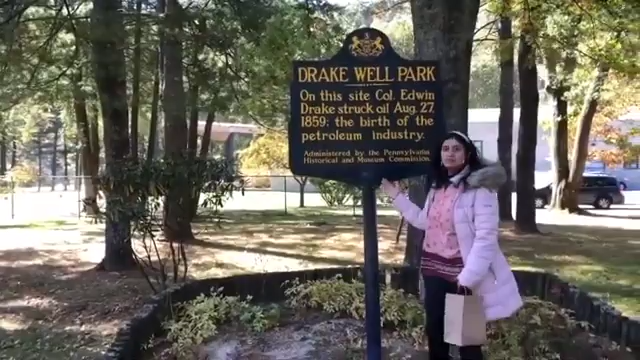 DRAKE WELL PARK
On this site Col. Edwin
Drake struck oil Aug. 27,
1859: the birth of the
petroleum industry.
Administered by the Pennsylvania
Historical and Museum Commission.